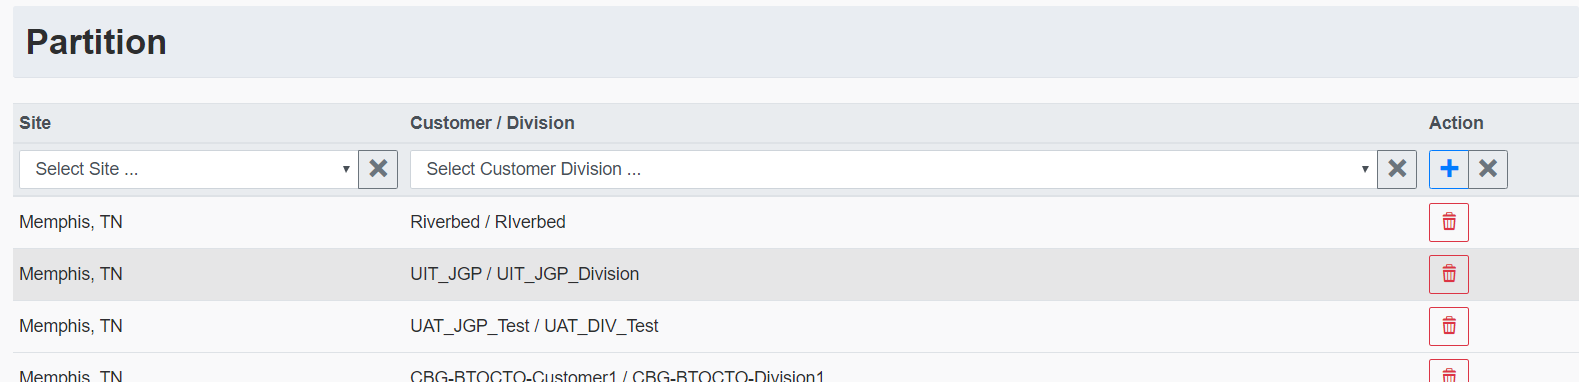 Partition
Site Customer / Division Action
Select Site ... Select Customer Division ...
Memphis, TN Riverbed / RIverbed
Memphis, TN UIT_JGP / UIT_JGP_Division
Memphis, TN UAT_JGP_Test / UAT_DIV_Test
Memphis, TN CBG-BTOCTO-Customer1 / CBG-BTOCTO-Division1